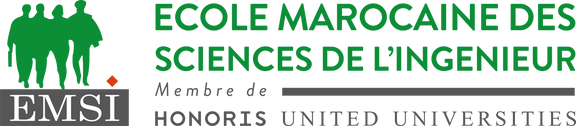 ECOLE MAROCAINE DES
SCIENCES DE L'INGENIEUR
EMSI
Membre de
HONORIS UNITED UNIVERSITIES